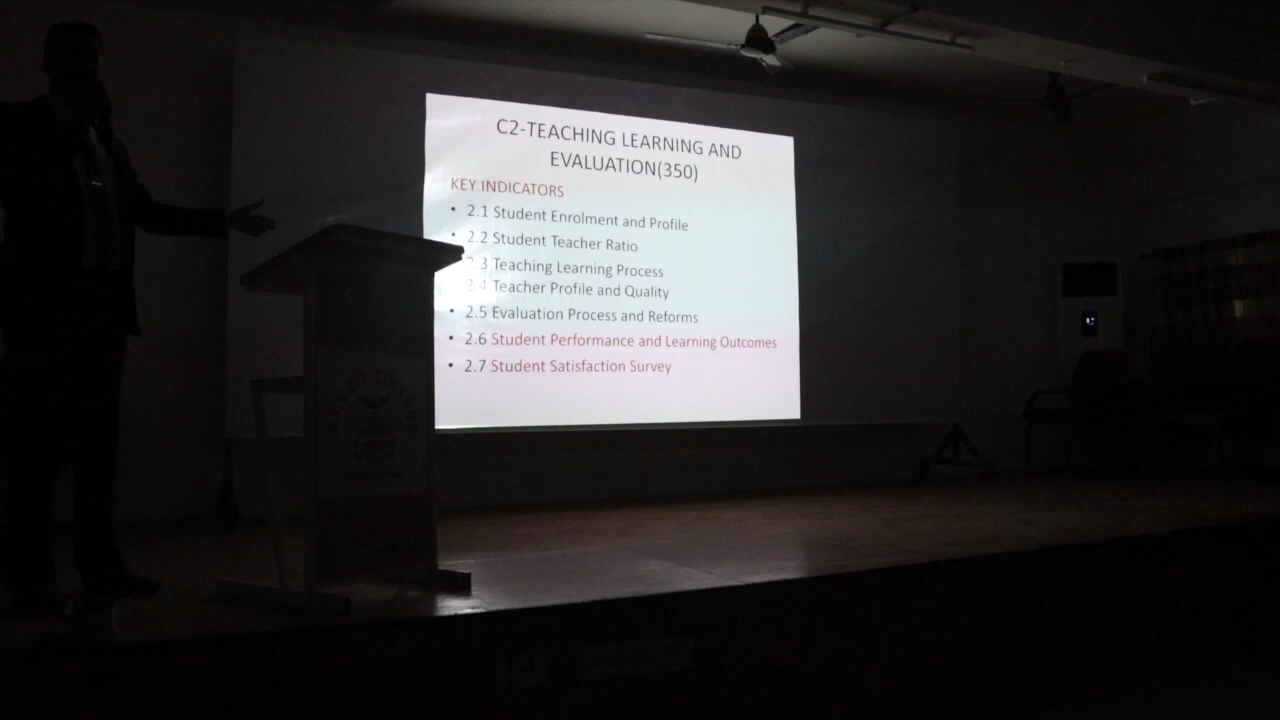 C2-TEACHING LEARNING AND
EVALUATION(350)
KEY INDICATORS
• 2.1 Student Enrolment and Profile
• 2.2 Student Teacher Ratio
2.3 Teaching Learning Process
2.4 Teacher Profile and Quality
• 2.5 Evaluation Process and Reforms
• 2.6 Student Performance and Learning Outcomes
• 2.7 Student Satisfaction Survey
COLLEGE